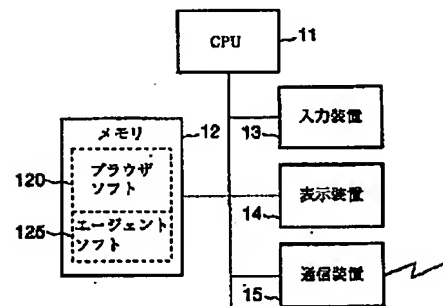 CPU
11
メモリ
12
120
ブラウザ
ソフト
125
エージェント
ソフト
入力装置
13
表示装置
14
通信装置
15